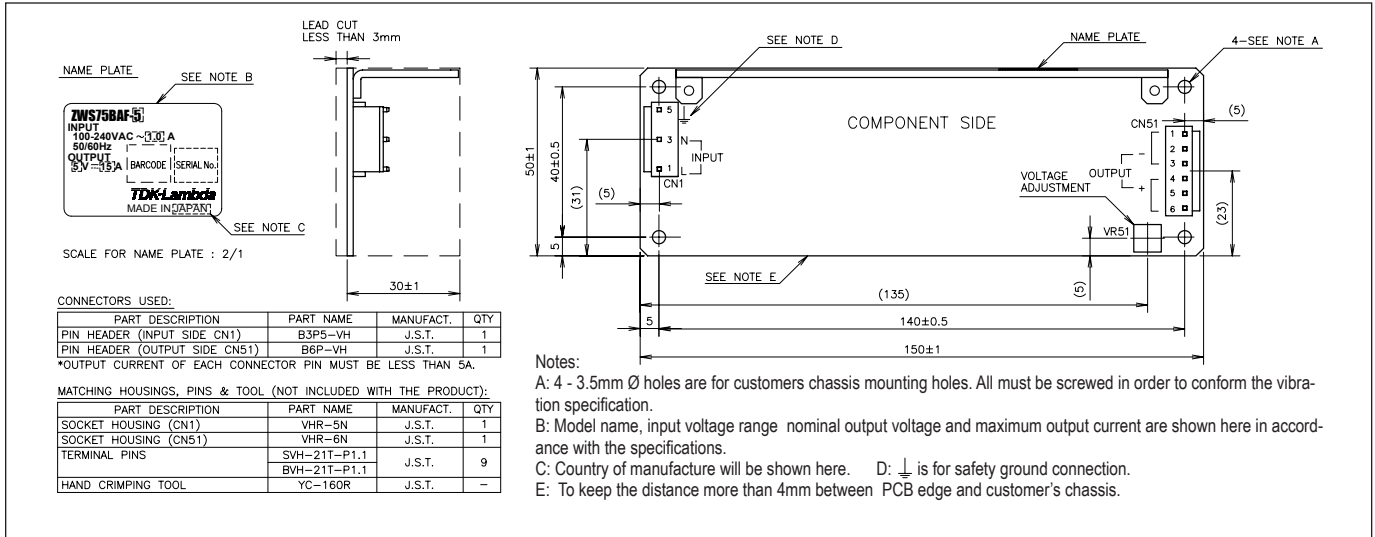 LEAD CUT
LESS THAN 3mm
NAME PLATE
SEE NOTE B
ZWS75BAF-5
INPUT
100-240VAC ~ 1.0 A
50/60Hz
OUTPUT
5 V 15 A
BARCODE
SERIAL No.
TDK-Lambda
MADE IN JAPAN
SEE NOTE C
SCALE FOR NAME PLATE : 2/1
30±1
SEE NOTE D
NAME PLATE
4-SEE NOTE A
COMPONENT SIDE
5
3 N
1 L
INPUT
CN1
CN51
1
2
3
4
5
6
-
OUTPUT
+
VOLTAGE
ADJUSTMENT
VR51
(5)
(23)
(5)
50±1
40±0.5
(31)
(5)
5
SEE NOTE E
(135)
5
140±0.5
150±1
CONNECTORS USED:
PART DESCRIPTION PART NAME MANUFACT. QTY
PIN HEADER (INPUT SIDE CN1) B3P5-VH J.S.T. 1
PIN HEADER (OUTPUT SIDE CN51) B6P-VH J.S.T. 1
*OUTPUT CURRENT OF EACH CONNECTOR PIN MUST BE LESS THAN 5A.
MATCHING HOUSINGS, PINS & TOOL (NOT INCLUDED WITH THE PRODUCT):
PART DESCRIPTION PART NAME MANUFACT. QTY
SOCKET HOUSING (CN1) VHR-5N J.S.T. 1
SOCKET HOUSING (CN51) VHR-6N J.S.T. 1
TERMINAL PINS SVH-21T-P1.1 J.S.T. 9
BVH-21T-P1.1
HAND CRIMPING TOOL YC-160R J.S.T. -
Notes:
A: 4 - 3.5mm Ø holes are for customers chassis mounting holes. All must be screwed in order to conform the vibra-
tion specification.
B: Model name, input voltage range nominal output voltage and maximum output current are shown here in accord-
ance with the specifications.
C: Country of manufacture will be shown here. D: ⏚ is for safety ground connection.
E: To keep the distance more than 4mm between PCB edge and customer's chassis.